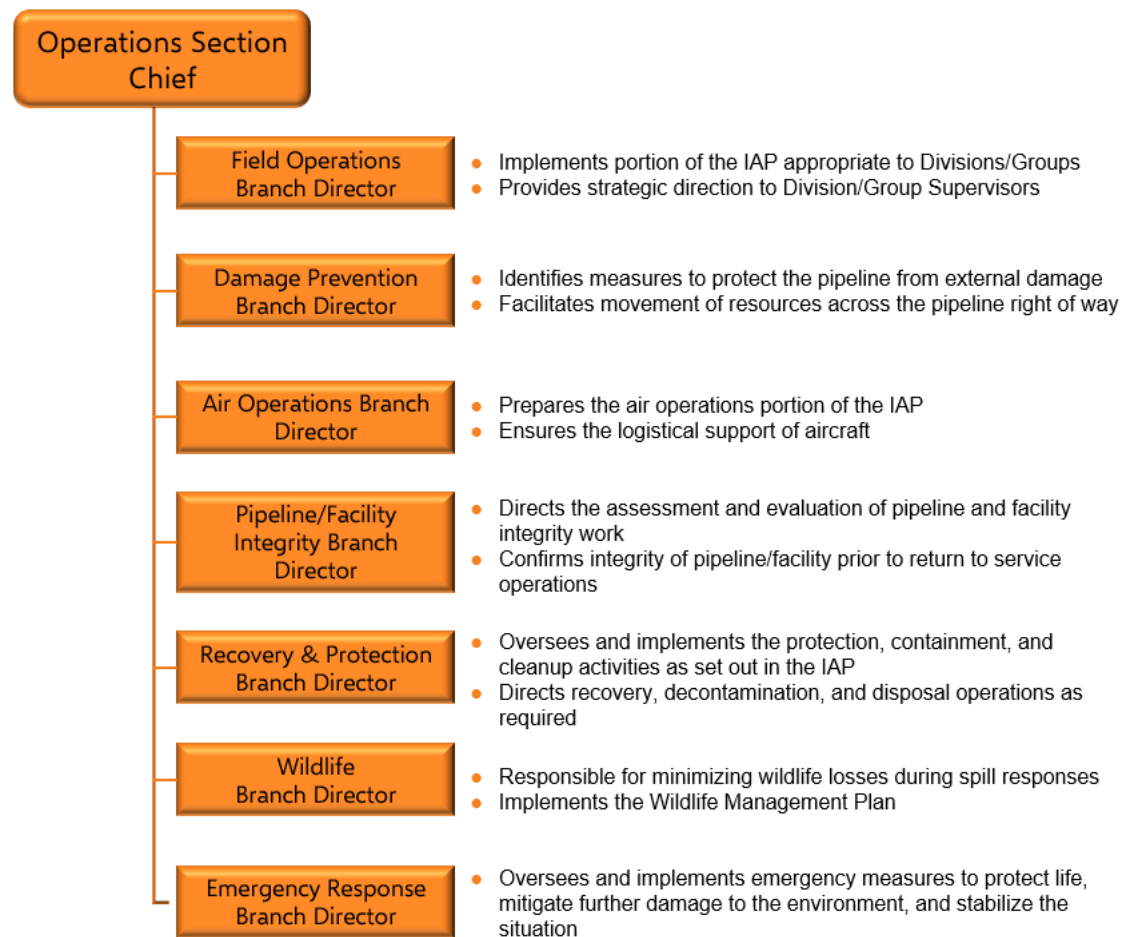 Operations Section
Chief
Field Operations
Branch Director
• Implements portion of the IAP appropriate to Divisions/Groups
• Provides strategic direction to Division/Group Supervisors
Damage Prevention
Branch Director
• Identifies measures to protect the pipeline from external damage
• Facilitates movement of resources across the pipeline right of way
Air Operations Branch
Director
• Prepares the air operations portion of the IAP
• Ensures the logistical support of aircraft
Pipeline/Facility
Integrity Branch
Director
• Directs the assessment and evaluation of pipeline and facility
integrity work
• Confirms integrity of pipeline/facility prior to return to service
operations
Recovery & Protection
Branch Director
• Oversees and implements the protection, containment, and
cleanup activities as set out in the IAP
• Directs recovery, decontamination, and disposal operations as
required
Wildlife
Branch Director
• Responsible for minimizing wildlife losses during spill responses
• Implements the Wildlife Management Plan
Emergency Response
Branch Director
• Oversees and implements emergency measures to protect life,
mitigate further damage to the environment, and stabilize the
situation